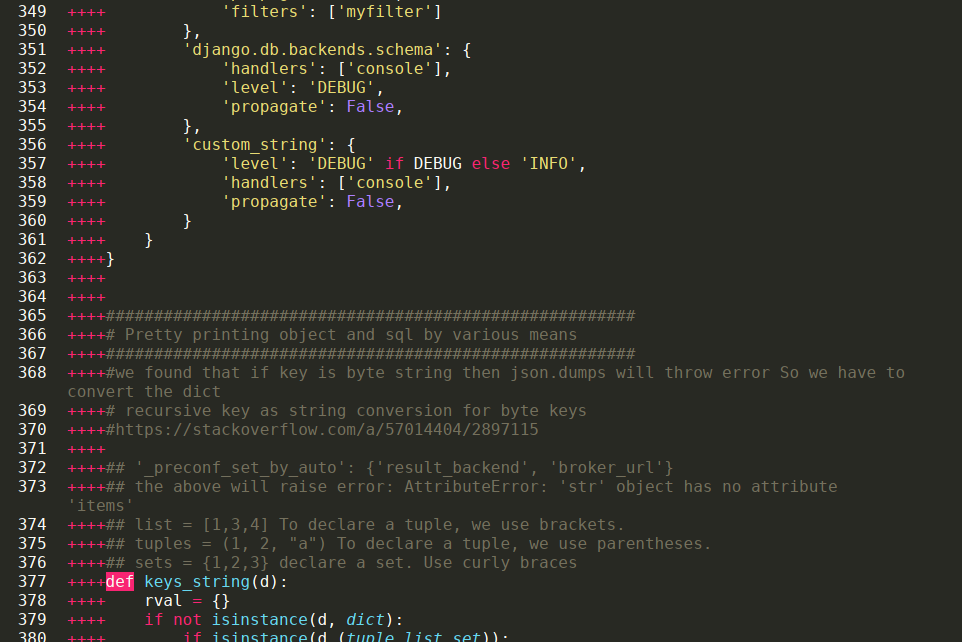 349 ++++            'filters': ['myfilter']
350 ++++        },
351 ++++        'django.db.backends.schema': {
352 ++++            'handlers': ['console'],
353 ++++            'level': 'DEBUG',
354 ++++            'propagate': False,
355 ++++        },
356 ++++        'custom_string': {
357 ++++            'level': 'DEBUG' if DEBUG else 'INFO',
358 ++++            'handlers': ['console'],
359 ++++            'propagate': False,
360 ++++        }
361 ++++    }
362 ++++}
363 ++++
364 ++++
365 ++++#######################################################
366 ++++# Pretty printing object and sql by various means
367 ++++#######################################################
368 ++++#we found that if key is byte string then json.dumps will throw error So we have to
convert the dict
369 ++++# recursive key as string conversion for byte keys
370 ++++#https://stackoverflow.com/a/57014404/2897115
371 ++++
372 ++++## '_preconf_set_by_auto': {'result_backend', 'broker_url'}
373 ++++## the above will raise error: AttributeError: 'str' object has no attribute
'items'
374 ++++## list = [1,3,4] To declare a tuple, we use brackets.
375 ++++## tuples = (1, 2, "a") To declare a tuple, we use parentheses.
376 ++++## sets = {1,2,3} declare a set. Use curly braces
377 ++++def keys_string(d):
378 ++++    rval = {}
379 ++++    if not isinstance(d, dict):
380 ++++        if isinstance(d,(tuple,list,set)):